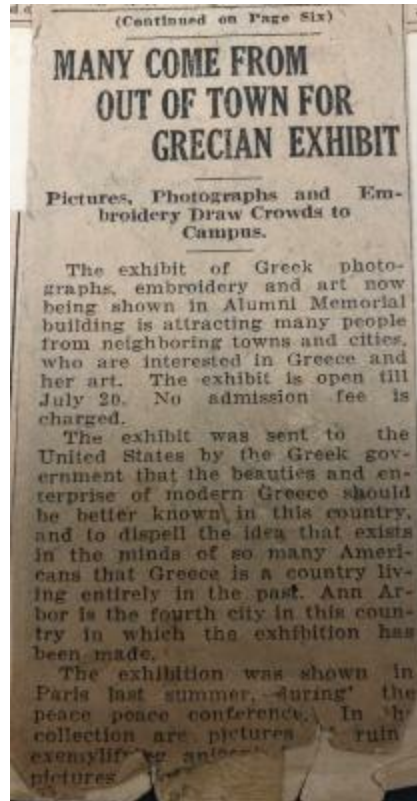 (Continued on Page Six)
MANY COME FROM
OUT OF TOWN FOR
GRECIAN EXHIBIT
Pictures, Photographs and Em-
broidery Draw Crowds to
Campus.
The exhibit of Greek photo-
graphs, embroidery and art now
being shown in Alumni Memorial
building is attracting many people
from neighboring towns and cities,
who are interested in Greece and
her art. The exhibit is open till
July 20. No admission fee is
charged.
The exhibit was sent to the
United States by the Greek gov-
ernment that the beauties and en-
terprise of modern Greece should
be better known in this country,
and to dispell the idea that exists
in the minds of so many Ameri-
cans that Greece is a country liv-
ing entirely in the past. Ann Ar-
bor is the fourth city in this coun-
try in which the exhibition has
been made.
The exhibition was shown in
Paris last summer, during the
peace peace conference. In
collection are pictures ruin
pictures